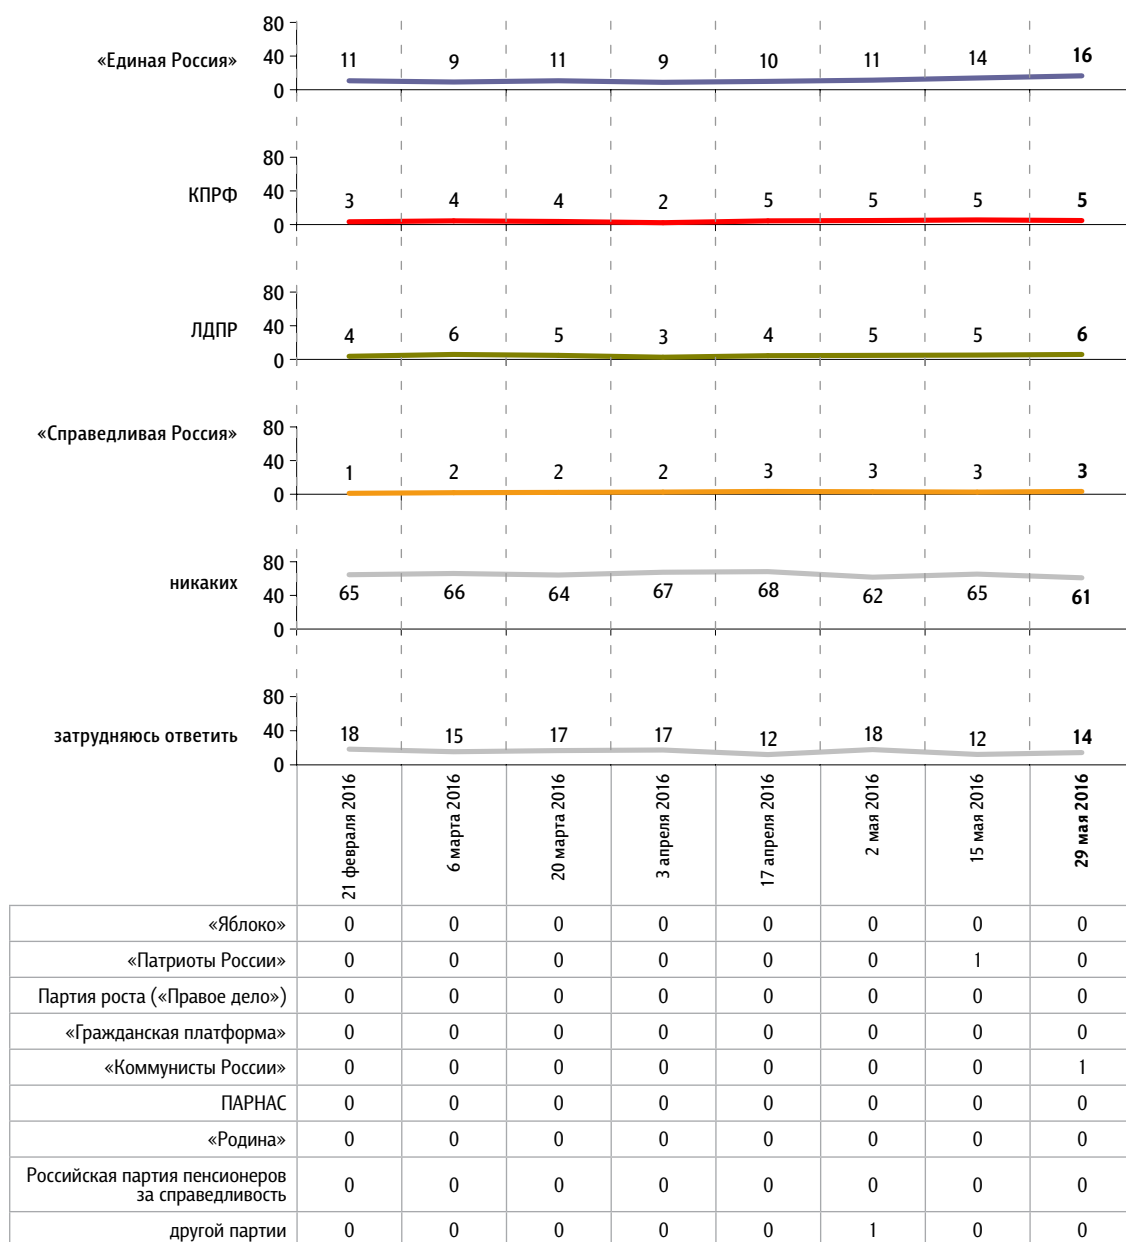 80
«Единая Россия» 40 11 9 11 9 10 11 14 16
0
80
КПРФ 40 3 4 4 2 5 5 5 5
0
80
ЛДПР 40 4 6 5 3 4 5 5 6
0
«Справедливая Россия» 80
40 1 2 2 2 3 3 3 3
0
80
никаких 40 65 66 64 67 68 62 65 61
0
80
затрудняюсь ответить 40 18 15 17 17 12 18 12 14
0
21 февраля 2016
6 марта 2016
20 марта 2016
3 апреля 2016
17 апреля 2016
2 мая 2016
15 мая 2016
29 мая 2016
«Яблоко» 0 0 0 0 0 0 0 0
«Патриоты России» 0 0 0 0 0 0 1 0
Партия роста («Правое дело») 0 0 0 0 0 0 0 0
«Гражданская платформа» 0 0 0 0 0 0 0 0
«Коммунисты России» 0 0 0 0 0 0 0 1
ПАРНАС 0 0 0 0 0 0 0 0
«Родина» 0 0 0 0 0 0 0 0
Российская партия пенсионеров
за справедливость 0 0 0 0 0 0 0 0
другой партии 0 0 0 0 0 1 0 0